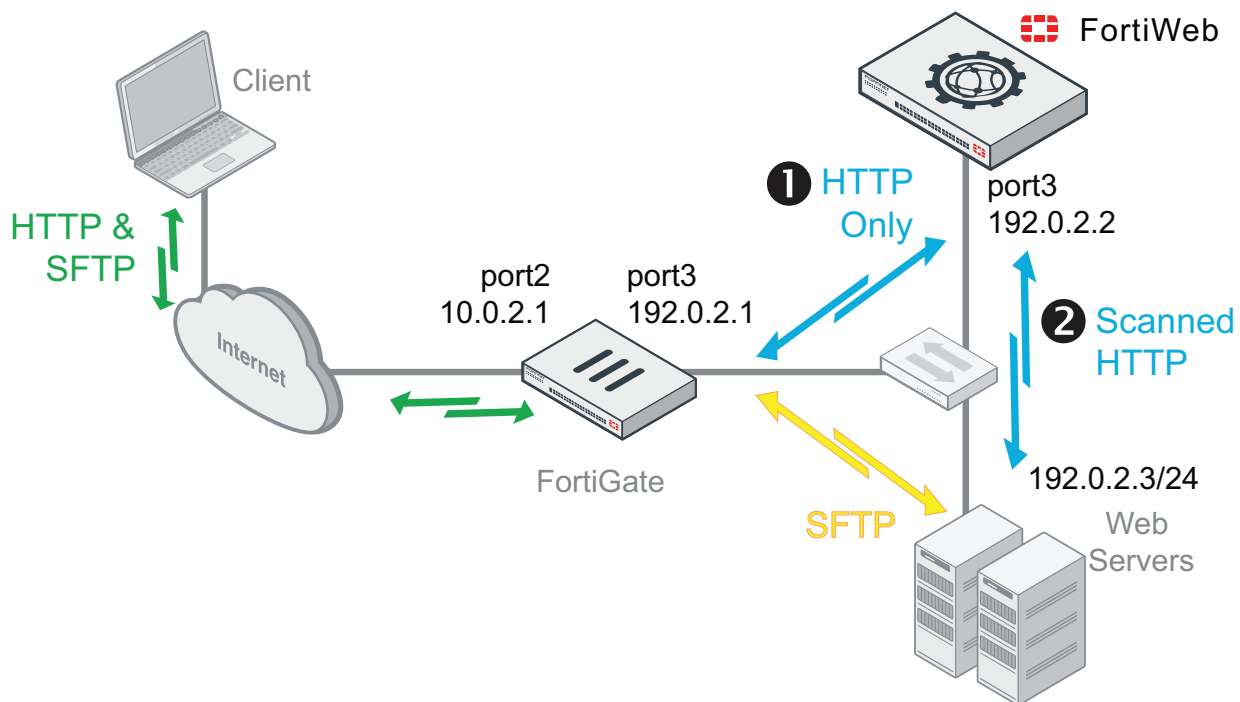 FortiWeb
Client
❶ HTTP
Only
port3
192.0.2.2
HTTP &
SFTP
port2
10.0.2.1
port3
192.0.2.1
❷ Scanned
HTTP
Internet
FortiGate
SFTP
192.0.2.3/24
Web
Servers